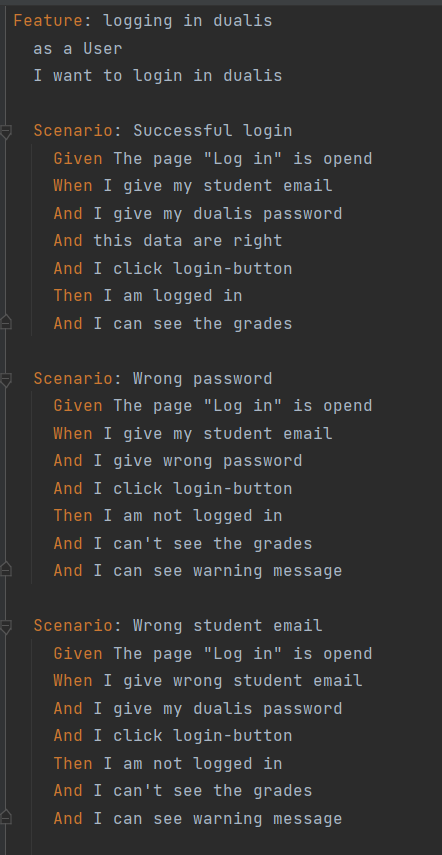 Feature: logging in dualis
as a User
I want to login in dualis
Scenario: Successful login
Given The page "Log in" is opend
When I give my student email
And I give my dualis password
And this data are right
And I click login-button
Then I am logged in
And I can see the grades
Scenario: Wrong password
Given The page "Log in" is opend
When I give my student email
And I give wrong password
And I click login-button
Then I am not logged in
And I can't see the grades
And I can see warning message
Scenario: Wrong student email
Given The page "Log in" is opend
When I give wrong student email
And I give my dualis password
And I click login-button
Then I am not logged in
And I can't see the grades
And I can see warning message